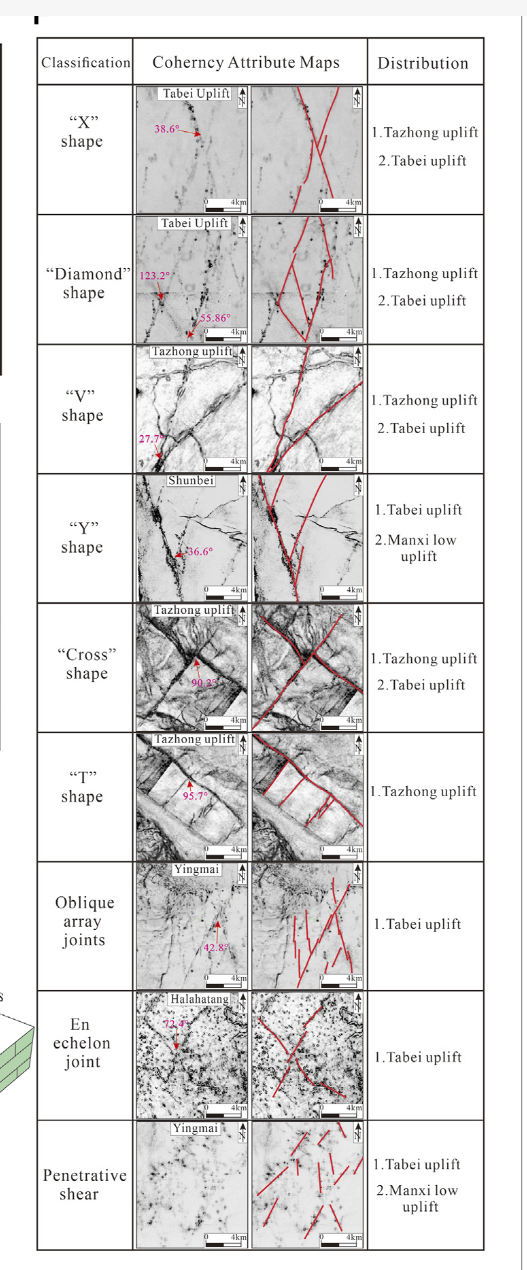 Classification
Coherncy Attribute Maps
Distribution
“X”
shape
Tabei Uplift
38.6°
N
0 4km
N
0 4km
1.Tazhong uplift
2.Tabei uplift
“Diamond”
shape
Tabei Uplift
123.2°
55.86°
N
0 4km
N
0 4km
1.Tazhong uplift
2.Tabei uplift
“V”
shape
Tazhong uplift
27.7°
N
0 4km
N
0 4km
1.Tazhong uplift
2.Tabei uplift
“Y”
shape
Shunbei
36.6°
N
0 4km
N
0 4km
1.Tabei uplift
2.Manxi low
uplift
“Cross”
shape
Tazhong uplift
90.2°
N
0 4km
N
0 4km
1.Tazhong uplift
2.Tabei uplift
“T”
shape
Tazhong uplift
95.7°
N
0 4km
N
0 4km
1.Tazhong uplift
Oblique
array
joints
Yingmai
42.8°
N
0 4km
N
0 4km
1.Tabei uplift
s
En
echelon
joint
Halahatang
72.4°
N
0 4km
N
0 4km
1.Tabei uplift
Penetrative
shear
Yingmai
N
0 4km
N
0 4km
1.Tabei uplift
2.Manxi low
uplift